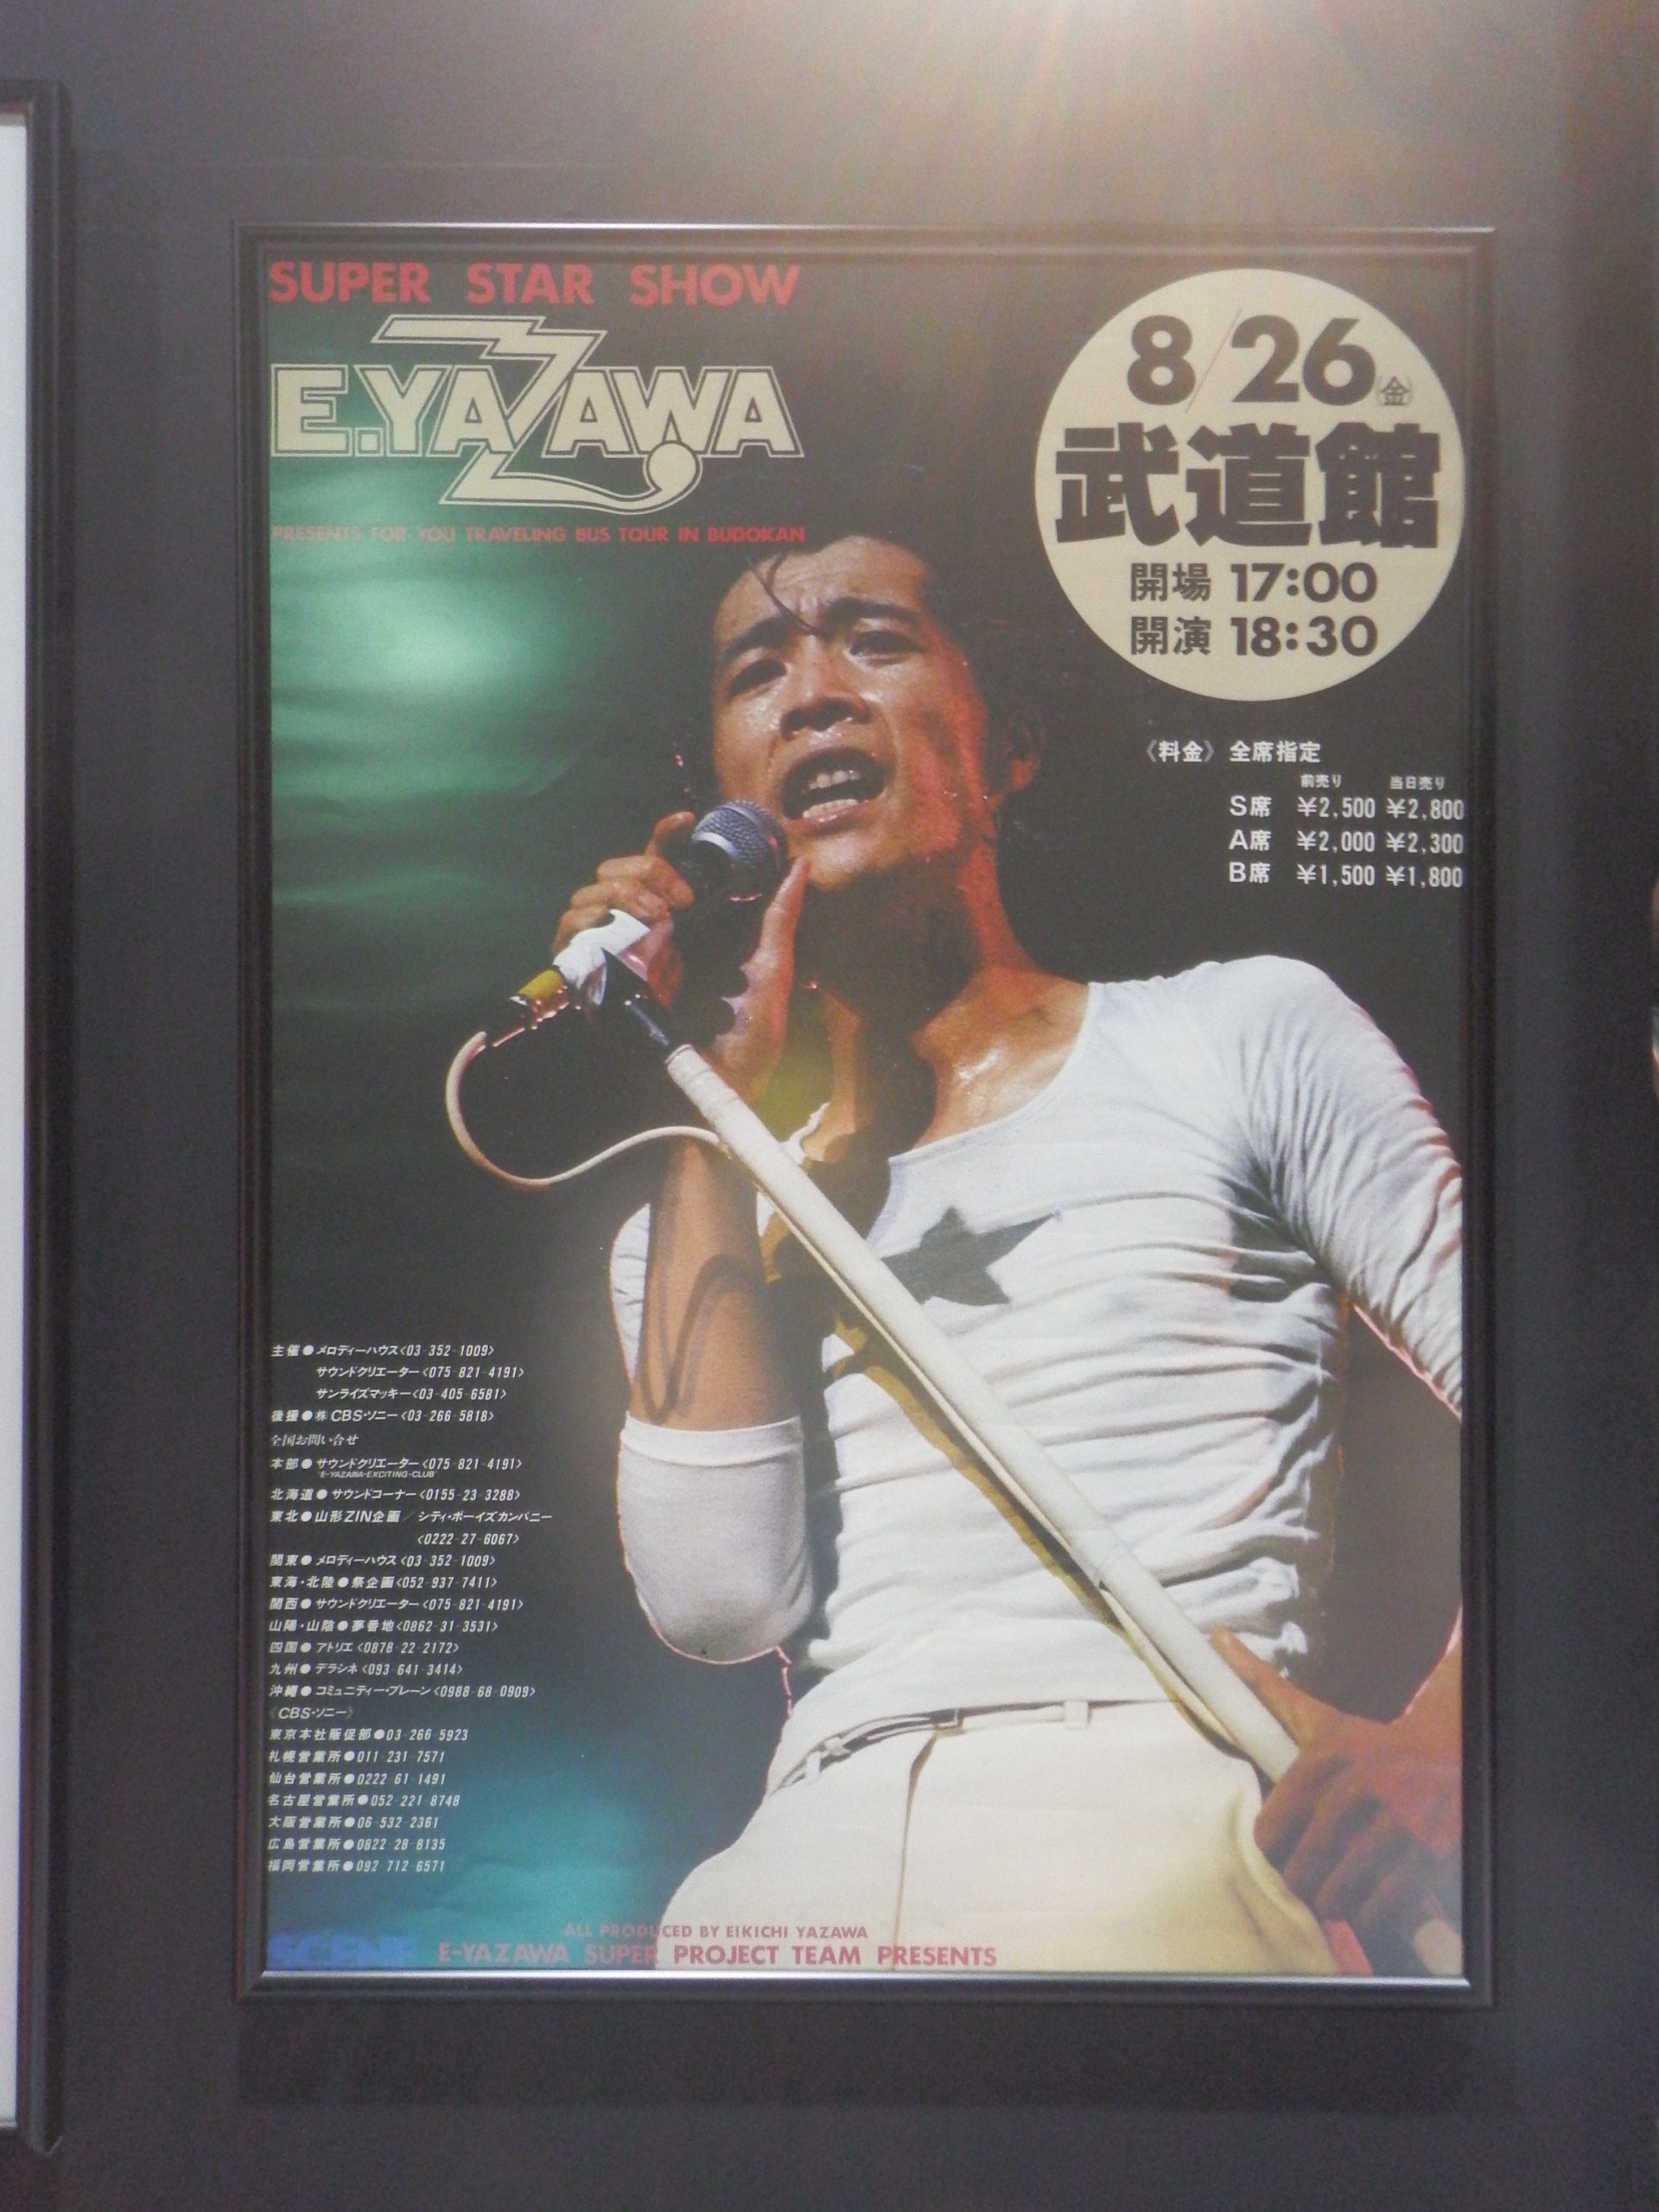 SUPER STAR SHOW
E.YAZAWA
PRESENTS FOR YOU TRAVELING BUS TOUR IN BUDOKAN
8/26(金)
武道館
開場 17:00
開演 18:30
《料金》全席指定
前売り 当日売り
S席 ¥2,500 ¥2,800
A席 ¥2,000 ¥2,300
B席 ¥1,500 ¥1,800
主催●メロディーハウス<03-352-1009>
サウンドクリエーター<075-821-4191>
サンライズマッキー<03-405-6581>
後援●㈱CBS・ソニー<03-266-5818>
全国お問い合せ
本部●サウンドクリエーター<075-821-4191>
"E-YAZAWA-EXCITING-CLUB"
北海道●サウンドコーナー<0155-23-3288>
東北●山形ZIN企画/シティ・ボーイズカンパニー
<0222-27-6067>
関東●メロディーハウス<03-352-1009>
東海・北陸●祭企画<052-937-7411>
関西●サウンドクリエーター<075-821-4191>
山陽・山陰●夢番地<0862-31-3531>
四国●アトリエ<0878-22-2172>
九州●デラシネ<093-641-3414>
沖縄●コミュニティー・ブレーン<0988-68-0909>
《CBS・ソニー》
東京本社販促部●03-266-5923
札幌営業所●011-231-7571
仙台営業所●0222-61-1491
名古屋営業所●052-221-8748
大阪営業所●06-532-2361
広島営業所●0822-28-8135
福岡営業所●092-712-6571
ALL PRODUCED BY EIKICHI YAZAWA
SCENE E-YAZAWA SUPER PROJECT TEAM PRESENTS